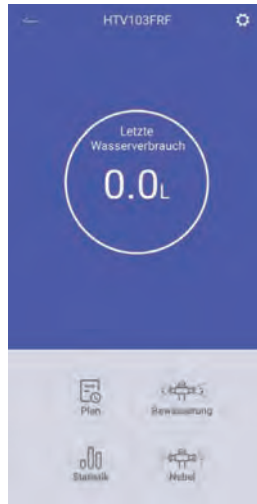 HTV103FRF
Letzte
Wasserverbrauch
0.0L
Plan
Bewässerung
Statistik
Nebel